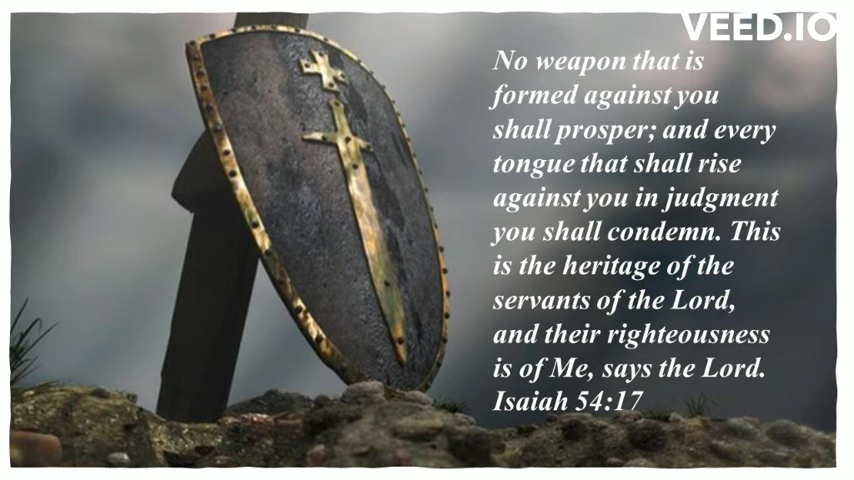 VEED.IO
No weapon that is
formed against you
shall prosper; and every
tongue that shall rise
against you in judgment
you shall condemn. This
is the heritage of the
servants of the Lord,
and their righteousness
is of Me, says the Lord.
Isaiah 54:17